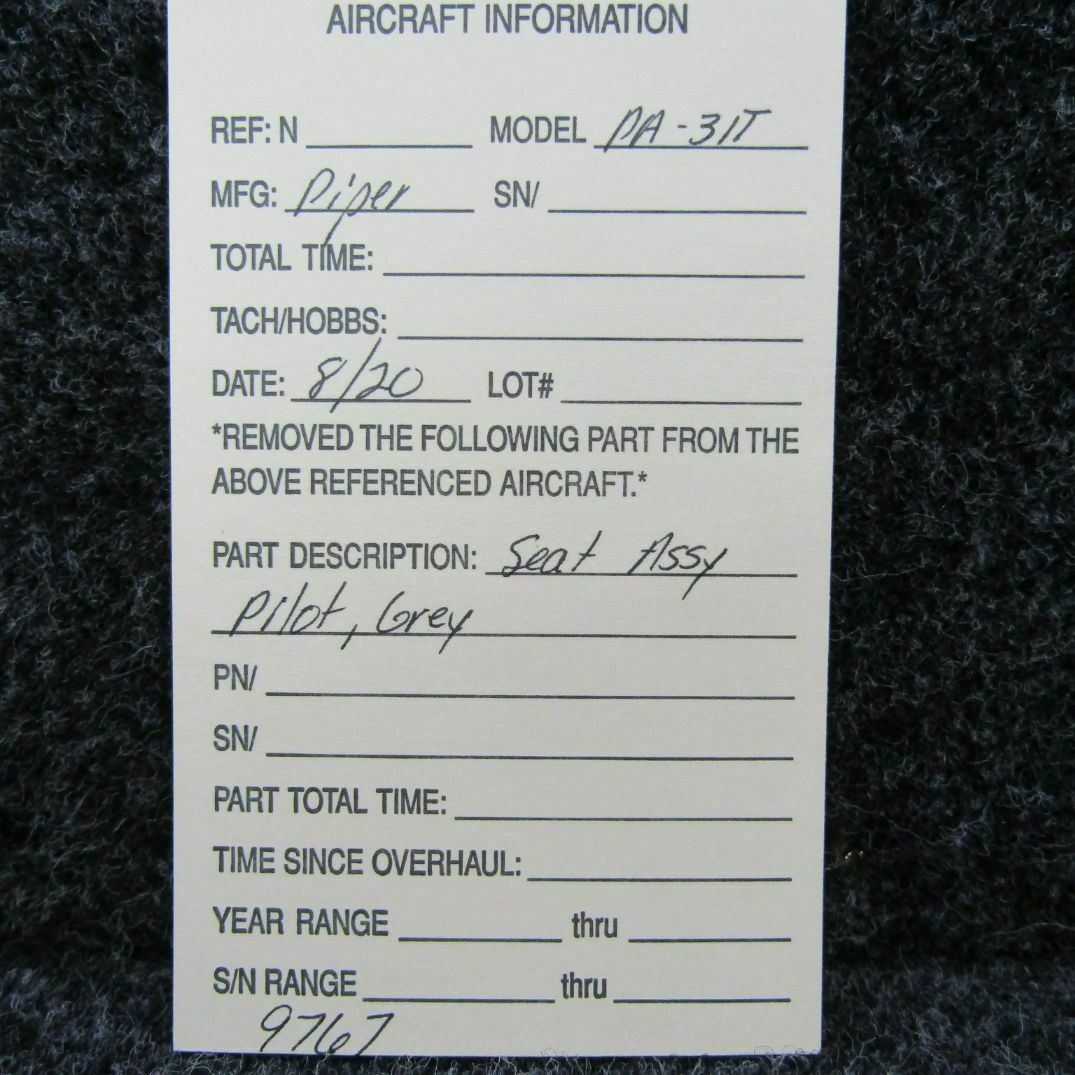 AIRCRAFT INFORMATION
REF: N MODEL PA-31T
MFG: Piper SN/
TOTAL TIME:
TACH/HOBBS:
DATE: 8/20 LOT#
*REMOVED THE FOLLOWING PART FROM THE
ABOVE REFERENCED AIRCRAFT.*
PART DESCRIPTION: Seat Assy
Pilot, Grey
PN/
SN/
PART TOTAL TIME:
TIME SINCE OVERHAUL:
YEAR RANGE thru
S/N RANGE thru
9767